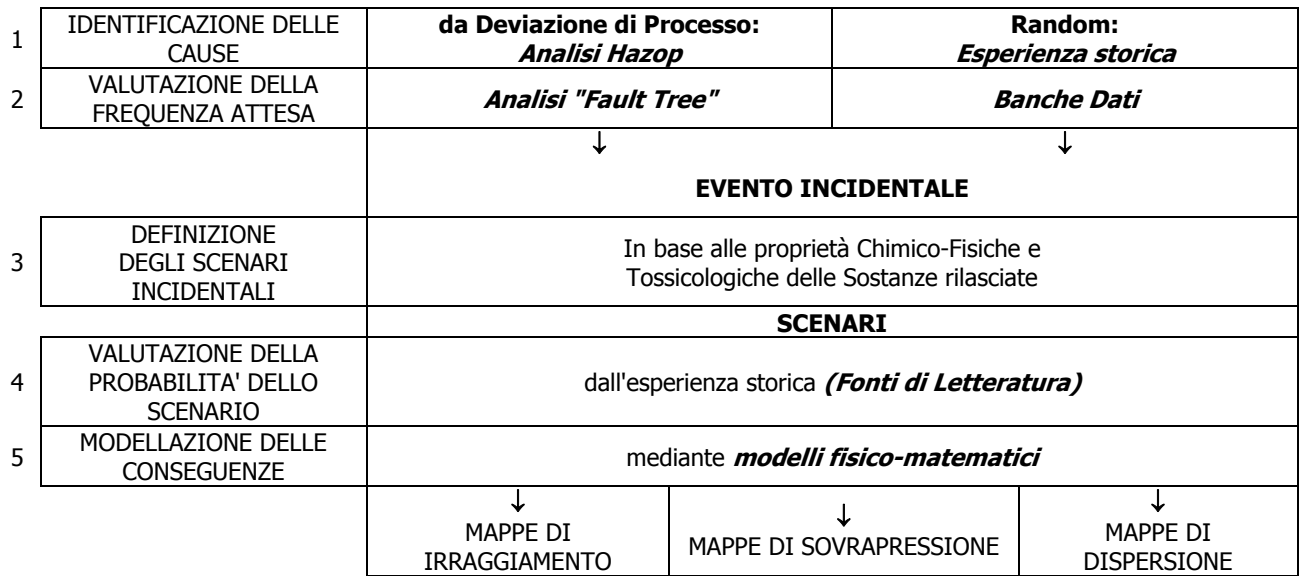 1
IDENTIFICAZIONE DELLE
CAUSE
da Deviazione di Processo:
Analisi Hazop
Random:
Esperienza storica
2
VALUTAZIONE DELLA
FREQUENZA ATTESA
Analisi "Fault Tree"
Banche Dati
↓
↓
EVENTO INCIDENTALE
3
DEFINIZIONE
DEGLI SCENARI
INCIDENTALI
In base alle proprietà Chimico-Fisiche e
Tossicologiche delle Sostanze rilasciate
SCENARI
4
VALUTAZIONE DELLA
PROBABILITA' DELLO
SCENARIO
dall'esperienza storica (Fonti di Letteratura)
5
MODELLAZIONE DELLE
CONSEGUENZE
mediante modelli fisico-matematici
↓
MAPPE DI
IRRAGGIAMENTO
↓
MAPPE DI SOVRAPRESSIONE
↓
MAPPE DI
DISPERSIONE